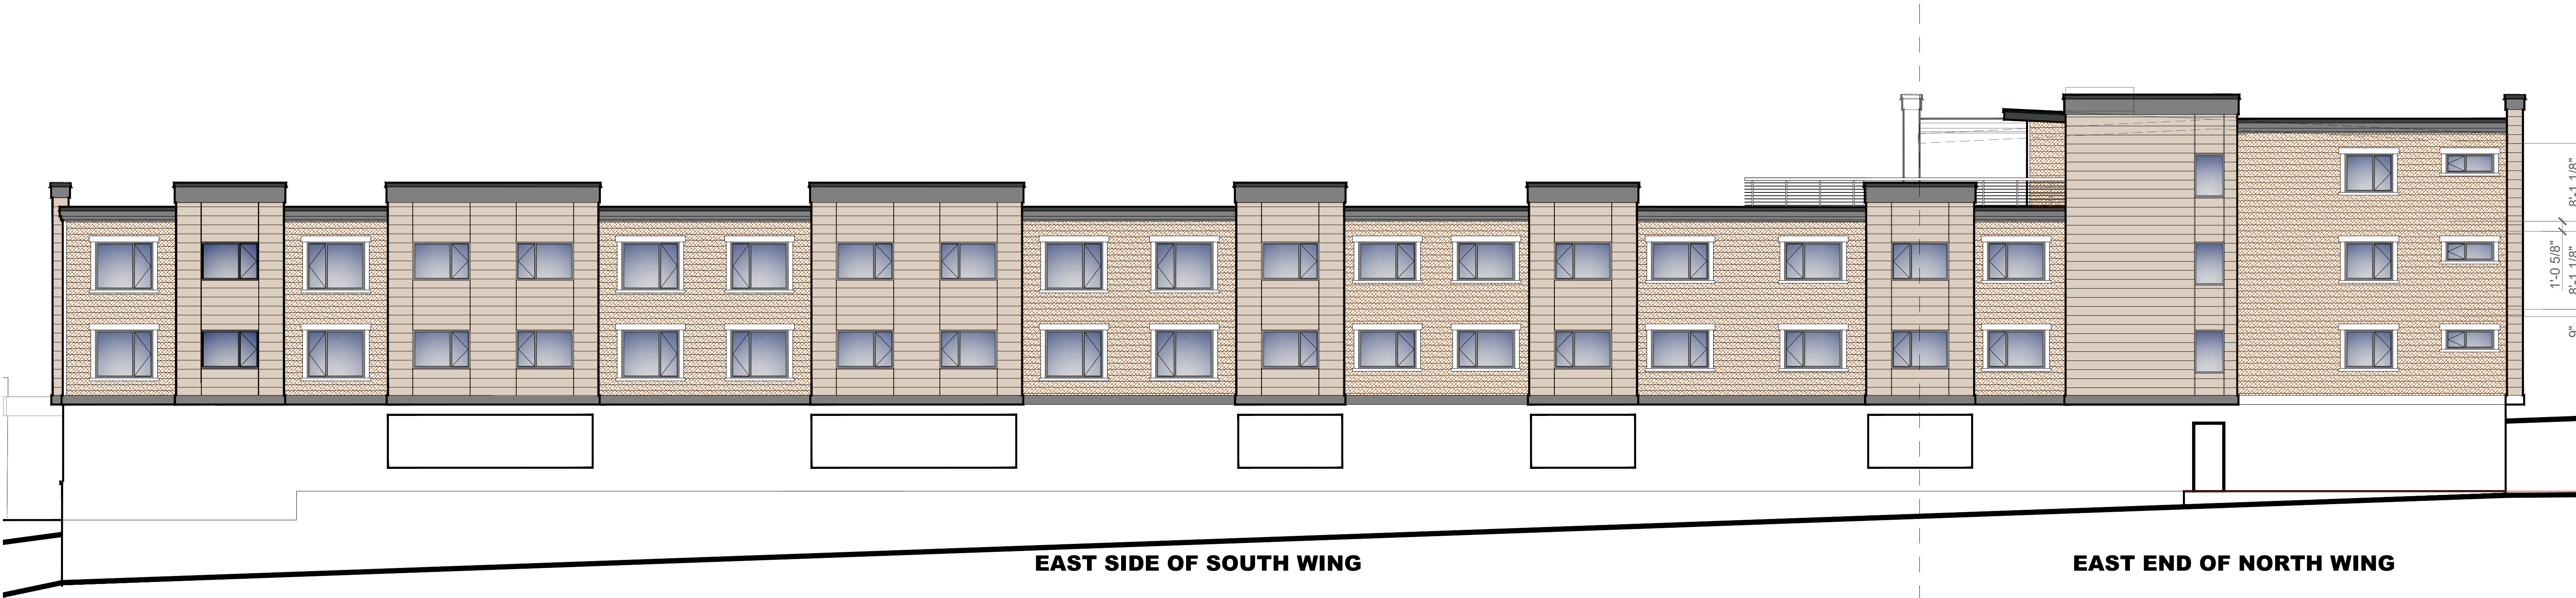 8'-1 1/8"
1'-0 5/8"
8'-1 1/8"
9"
EAST SIDE OF SOUTH WING
EAST END OF NORTH WING